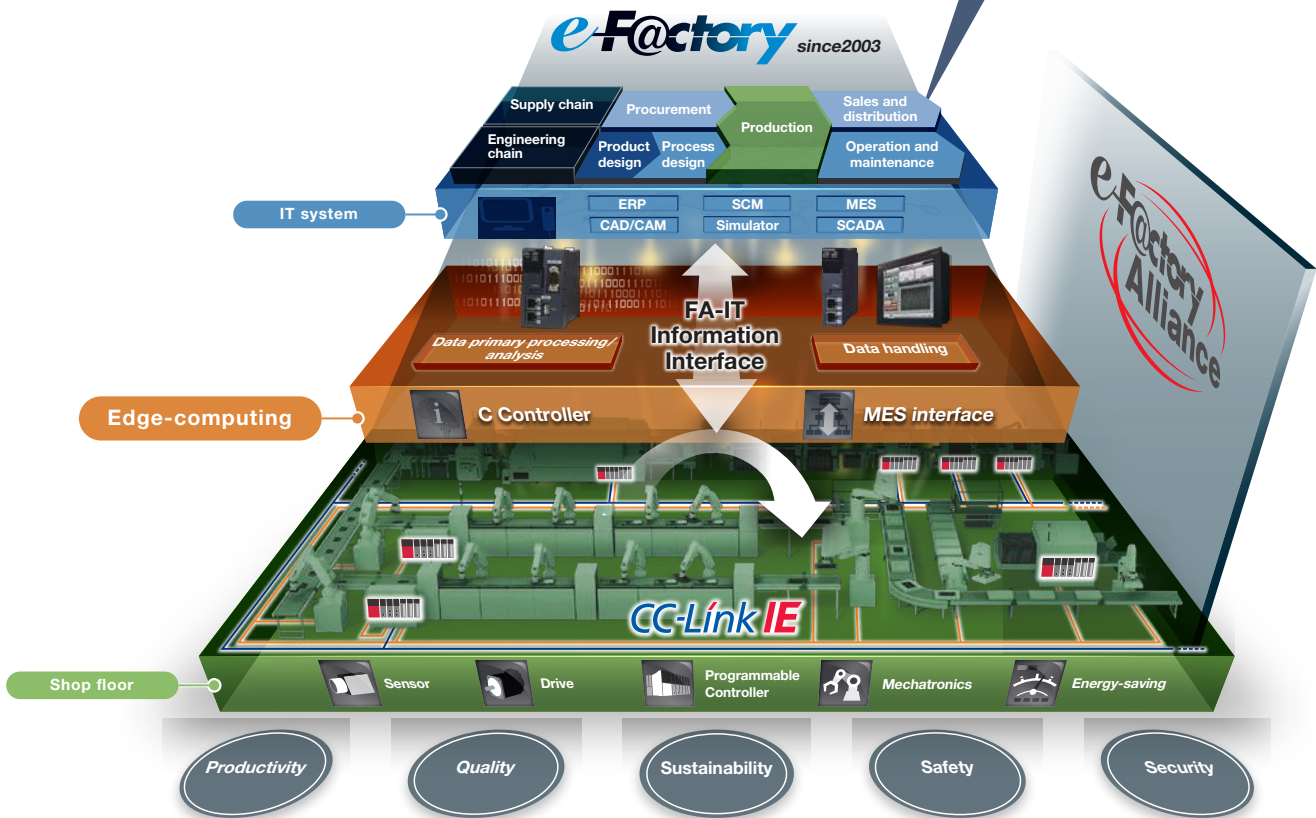 e-F@ctory since2003
Supply chain
Procurement
Production
Sales and
distribution
Engineering
chain
Product
design
Process
design
Operation and
maintenance
IT system
ERP
SCM
MES
CAD/CAM
Simulator
SCADA
FA-IT
Information
Interface
Data primary processing/
analysis
Data handling
Edge-computing
C Controller
MES interface
e-F@ctory
Alliance
CC-Link IE
Shop floor
Sensor
Drive
Programmable
Controller
Mechatronics
Energy-saving
Productivity
Quality
Sustainability
Safety
Security